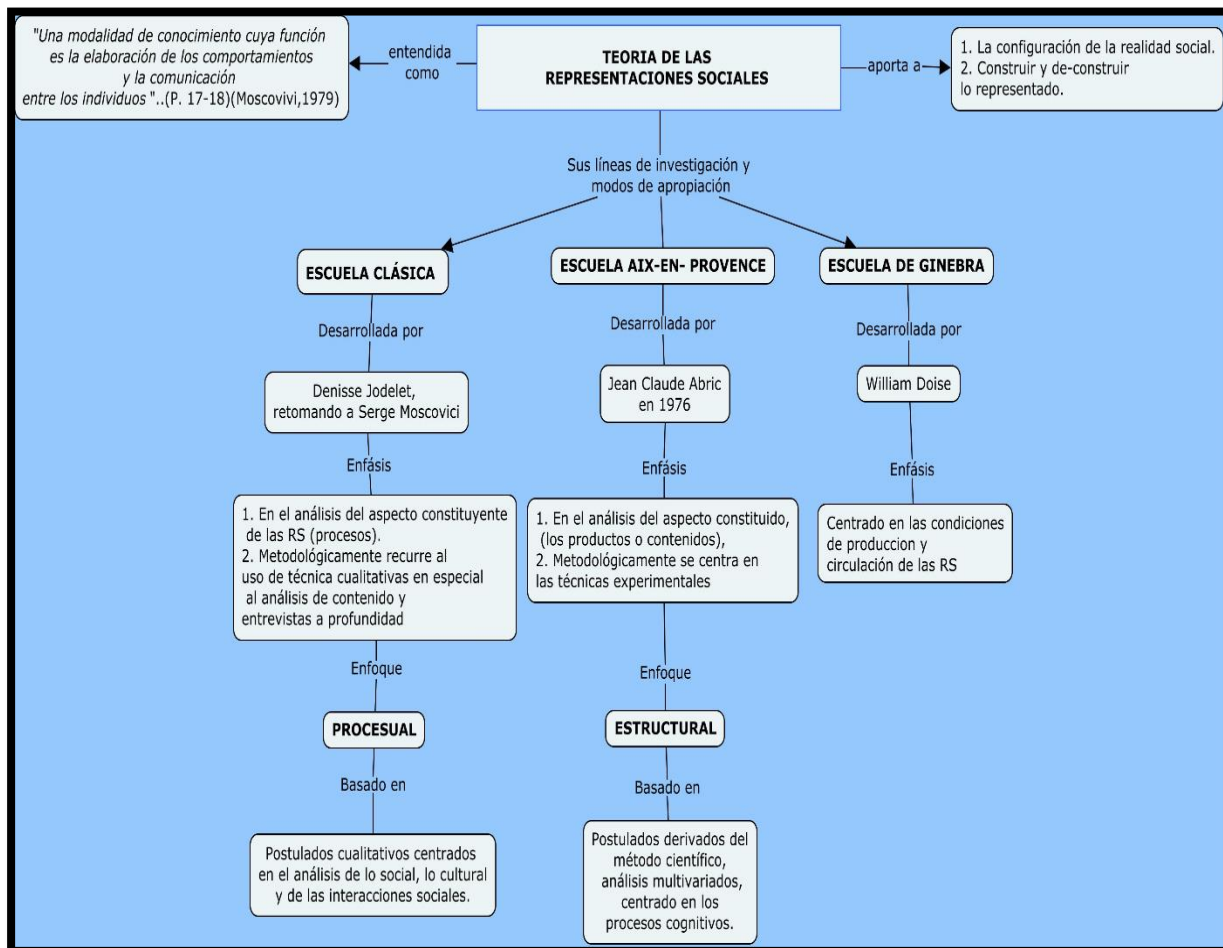 "Una modalidad de conocimiento cuya función
es la elaboración de los comportamientos
y la comunicación
entre los individuos "..(P. 17-18)(Moscovivi,1979)
entendida
como
TEORIA DE LAS
REPRESENTACIONES SOCIALES
aporta a
1. La configuración de la realidad social.
2. Construir y de-construir
lo representado.
Sus líneas de investigación y
modos de apropiación
ESCUELA CLÁSICA
Desarrollada por
Denisse Jodelet,
retomando a Serge Moscovici
Enfásis
1. En el análisis del aspecto constituyente
de las RS (procesos).
2. Metodológicamente recurre al
uso de técnica cualitativas en especial
al análisis de contenido y
entrevistas a profundidad
Enfoque
PROCESUAL
Basado en
Postulados cualitativos centrados
en el análisis de lo social, lo cultural
y de las interacciones sociales.
ESCUELA AIX-EN- PROVENCE
Desarrollada por
Jean Claude Abric
en 1976
Enfásis
1. En el análisis del aspecto constituido,
(los productos o contenidos),
2. Metodológicamente se centra en
las técnicas experimentales
Enfoque
ESTRUCTURAL
Basado en
Postulados derivados del
método científico,
análisis multivariados,
centrado en los
procesos cognitivos.
ESCUELA DE GINEBRA
Desarrollada por
William Doise
Enfásis
Centrado en las condiciones
de produccion y
circulación de las RS